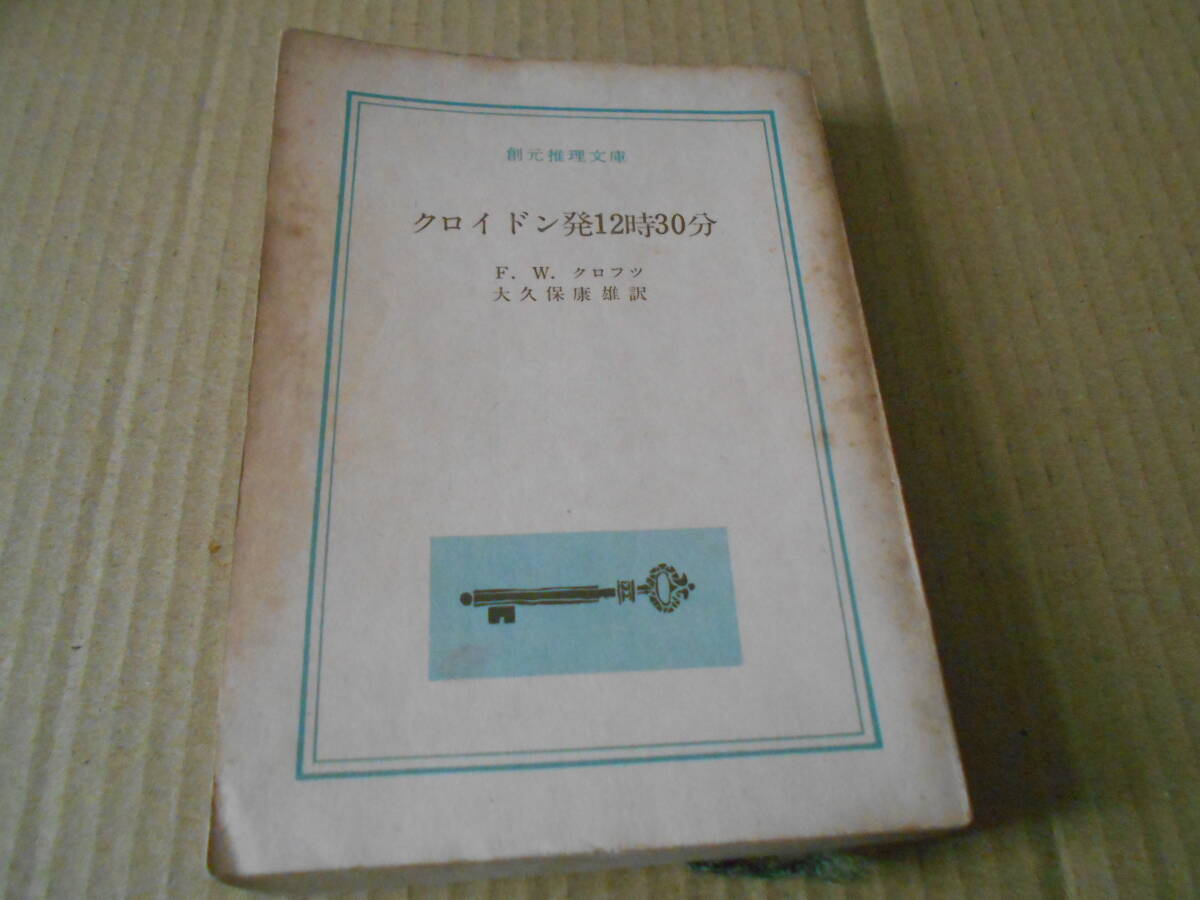 創元推理文庫
クロイドン発12時30分
F. W. クロフツ
大久保康雄訳